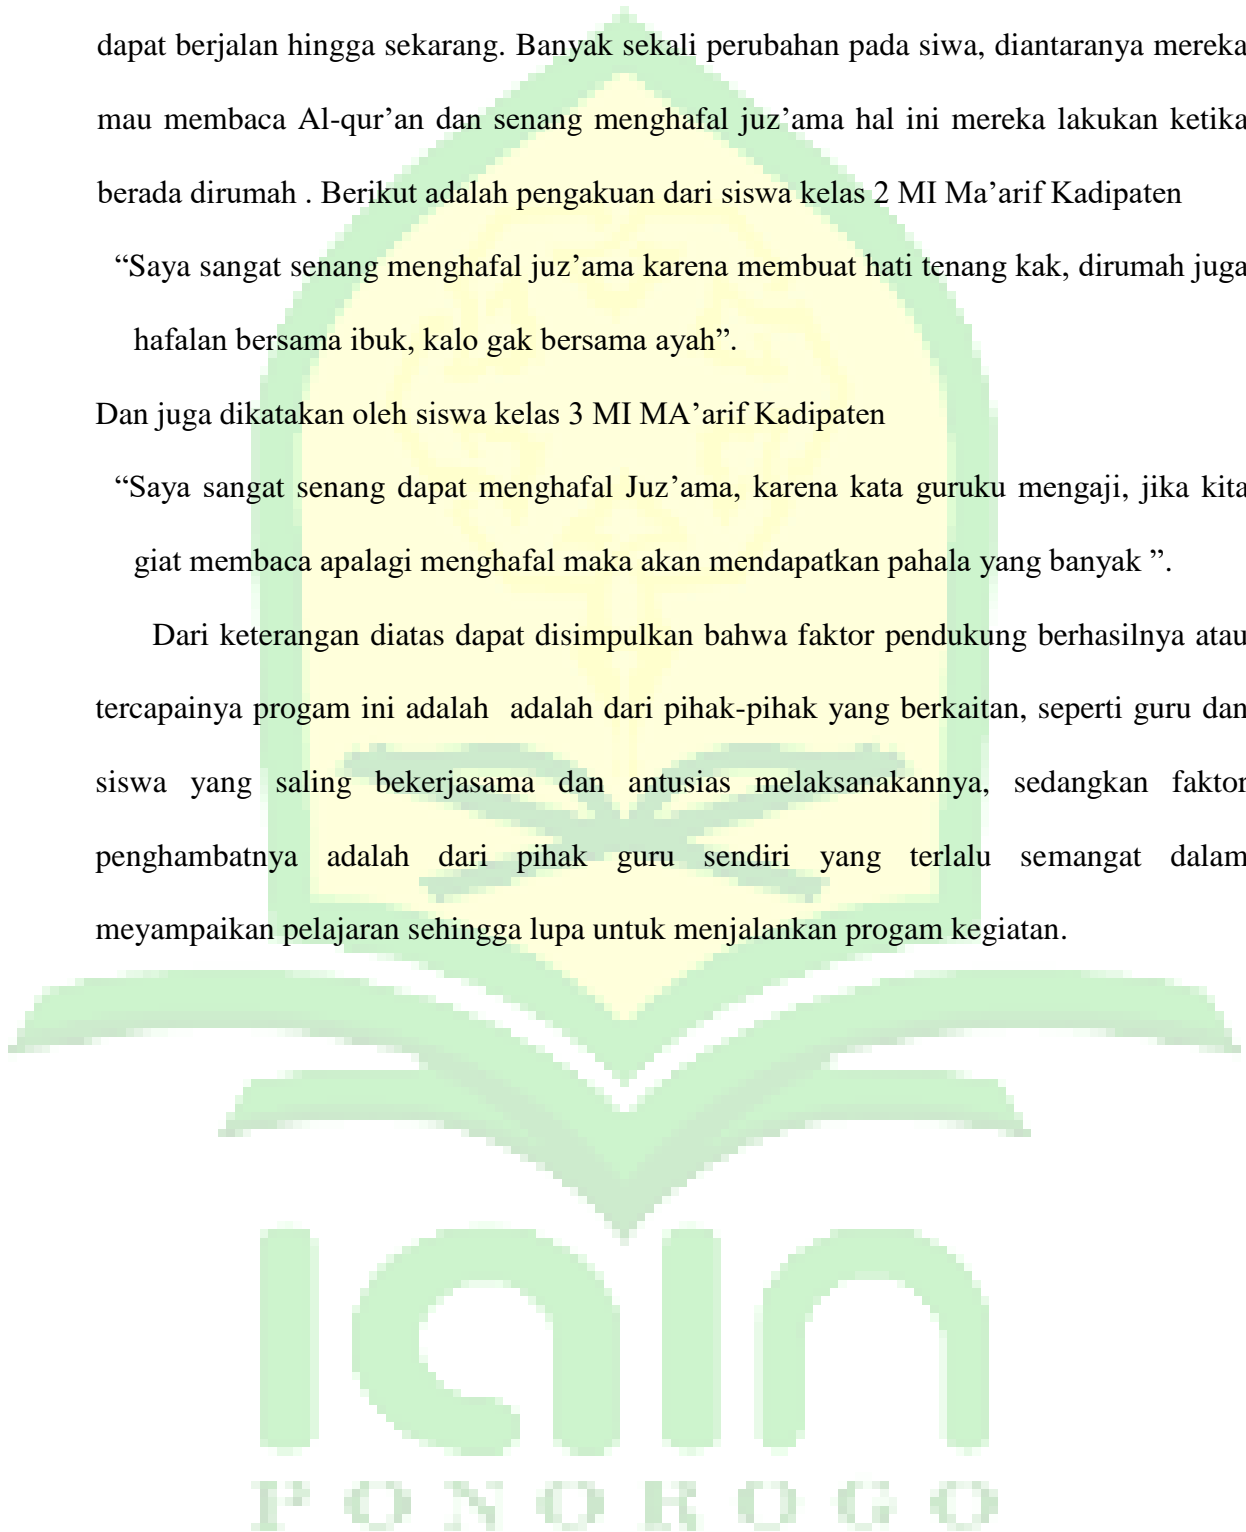 dapat berjalan hingga sekarang. Banyak sekali perubahan pada siwa, diantaranya mereka
mau membaca Al-qur’an dan senang menghafal juz’ama hal ini mereka lakukan ketika
berada dirumah . Berikut adalah pengakuan dari siswa kelas 2 MI Ma’arif Kadipaten
“Saya sangat senang menghafal juz’ama karena membuat hati tenang kak, dirumah juga
hafalan bersama ibuk, kalo gak bersama ayah”.
Dan juga dikatakan oleh siswa kelas 3 MI MA’arif Kadipaten
“Saya sangat senang dapat menghafal Juz’ama, karena kata guruku mengaji, jika kita
giat membaca apalagi menghafal maka akan mendapatkan pahala yang banyak ”.
Dari keterangan diatas dapat disimpulkan bahwa faktor pendukung berhasilnya atau
tercapainya progam ini adalah  adalah dari pihak-pihak yang berkaitan, seperti guru dan
siswa yang saling bekerjasama dan antusias melaksanakannya, sedangkan faktor
penghambatnya adalah dari pihak guru sendiri yang terlalu semangat dalam
meyampaikan pelajaran sehingga lupa untuk menjalankan progam kegiatan.
iain
PONOROGO